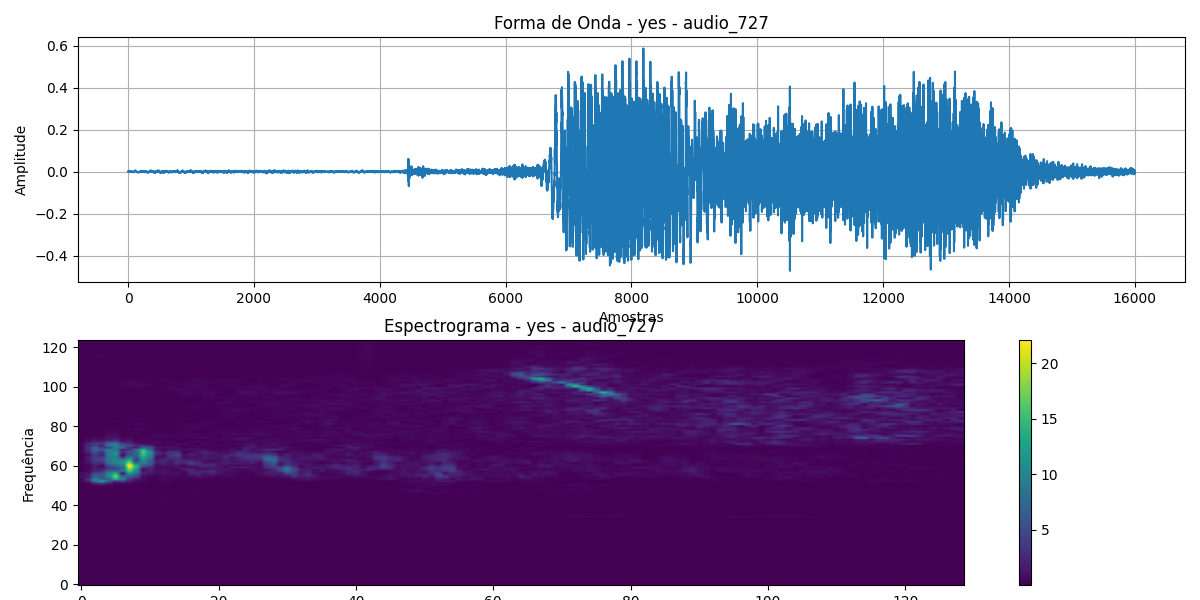 Forma de Onda - yes - audio_727
0.6
0.4
0.2
0.0
−0.2
−0.4
Amplitude
0 2000 4000 6000 8000 10000 12000 14000 16000
Amostras
Espectrograma - yes - audio_727
120
100
80
60
40
20
0
Frequência
0 20 40 60 80 100 120
20
15
10
5